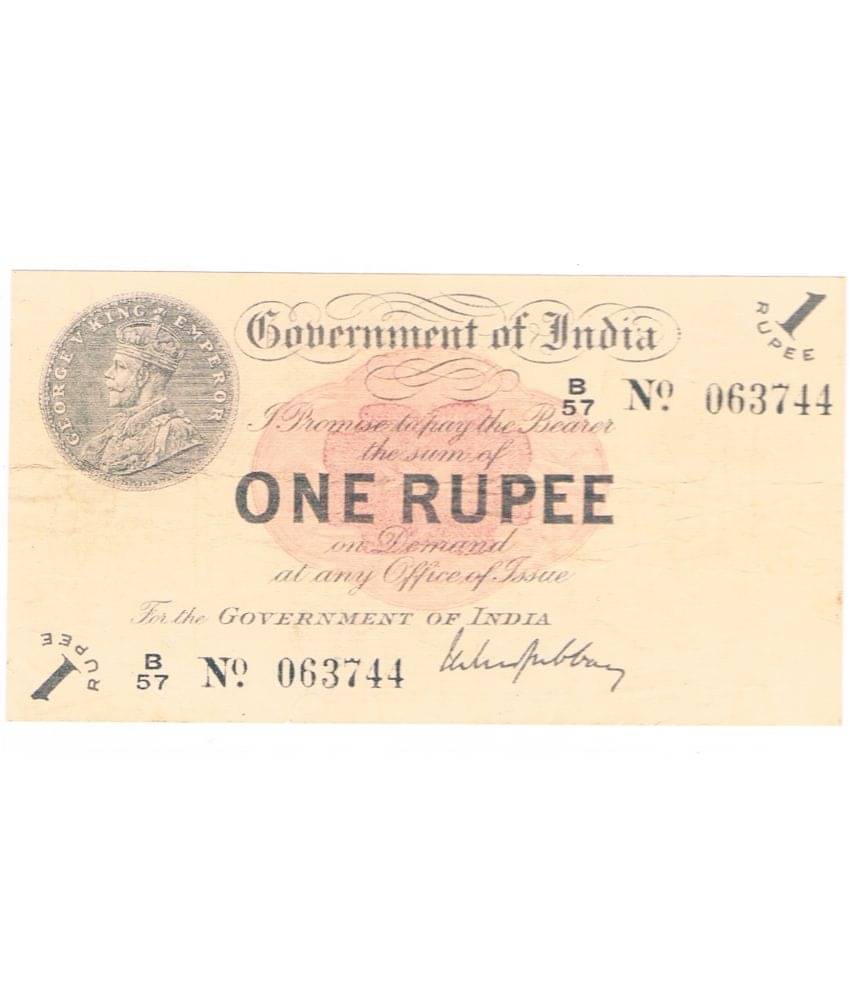 GEORGE V KING EMPEROR
Government of India
1 RUPEE
B
57 Nº 063744
I Promise to pay the Bearer
the sum of
ONE RUPEE
on Demand
at any Office of Issue
For the GOVERNMENT OF INDIA
1 RUPEE
B
57 Nº 063744